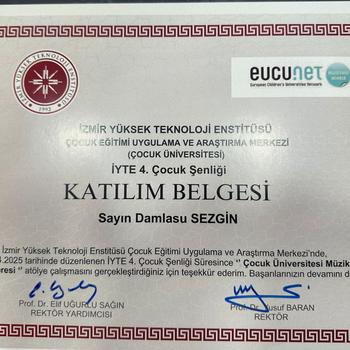 İZMİR YÜKSEK TEKNOLOJİ ENSTİTÜSÜ
1992
eucunet
European Children's Universities Network
İZMİR YÜKSEK TEKNOLOJİ ENSTİTÜSÜ
ÇOCUK EĞİTİMİ UYGULAMA VE ARAŞTIRMA MERKEZİ
(ÇOCUK ÜNİVERSİTESİ)
İYTE 4. Çocuk Şenliği
KATILIM BELGESİ
Sayın Damlasu SEZGİN
İzmir Yüksek Teknoloji Enstitüsü Çocuk Eğitimi Uygulama ve Araştırma Merkezi'nde,
.2025 tarihinde düzenlenen İYTE 4. Çocuk Şenliği Süresince " Çocuk Üniversitesi Müzik
" atölye çalışmasını gerçekleştirdiğiniz için teşekkür ederim. Başarılarınızın devamını d
Prof. Dr. Elif UĞURLU SAĞIN
REKTÖR YARDIMCISI
Prof. Dr. Yusuf BARAN
REKTÖR